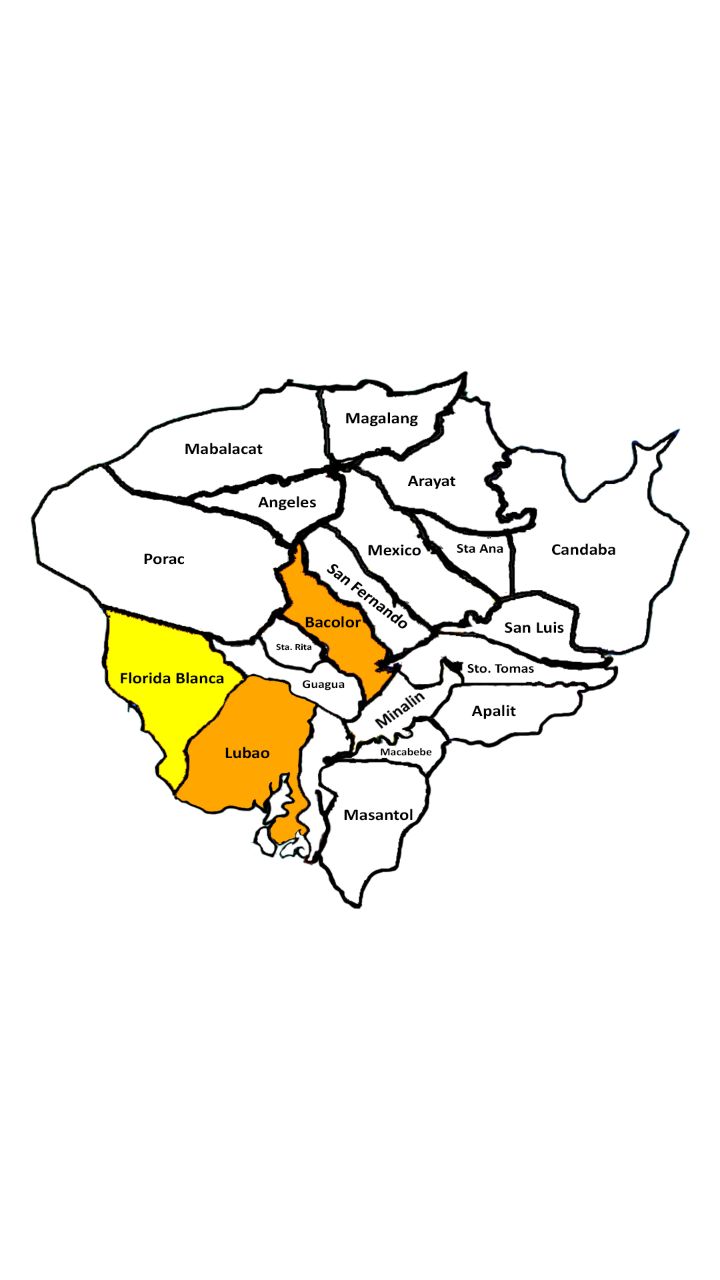 Magalang
Mabalacat
Arayat
Angeles
Mexico
Sta Ana
Candaba
Porac
San Fernando
Bacolor
San Luis
Sta. Rita
Sto. Tomas
Florida Blanca
Guagua
Minalin
Apalit
Lubao
Macabebe
Masantol